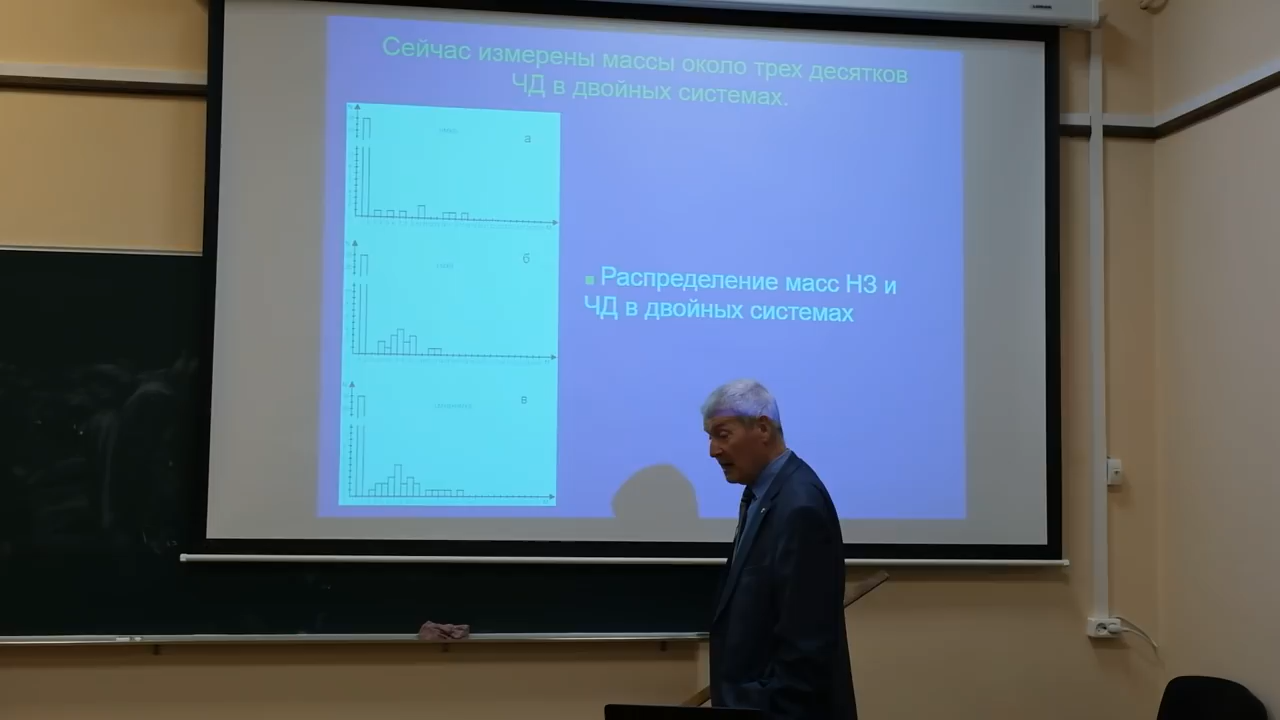 Сейчас измерены массы около трех десятков
ЧД в двойных системах.
а
б
в
Распределение масс НЗ и
ЧД в двойных системах